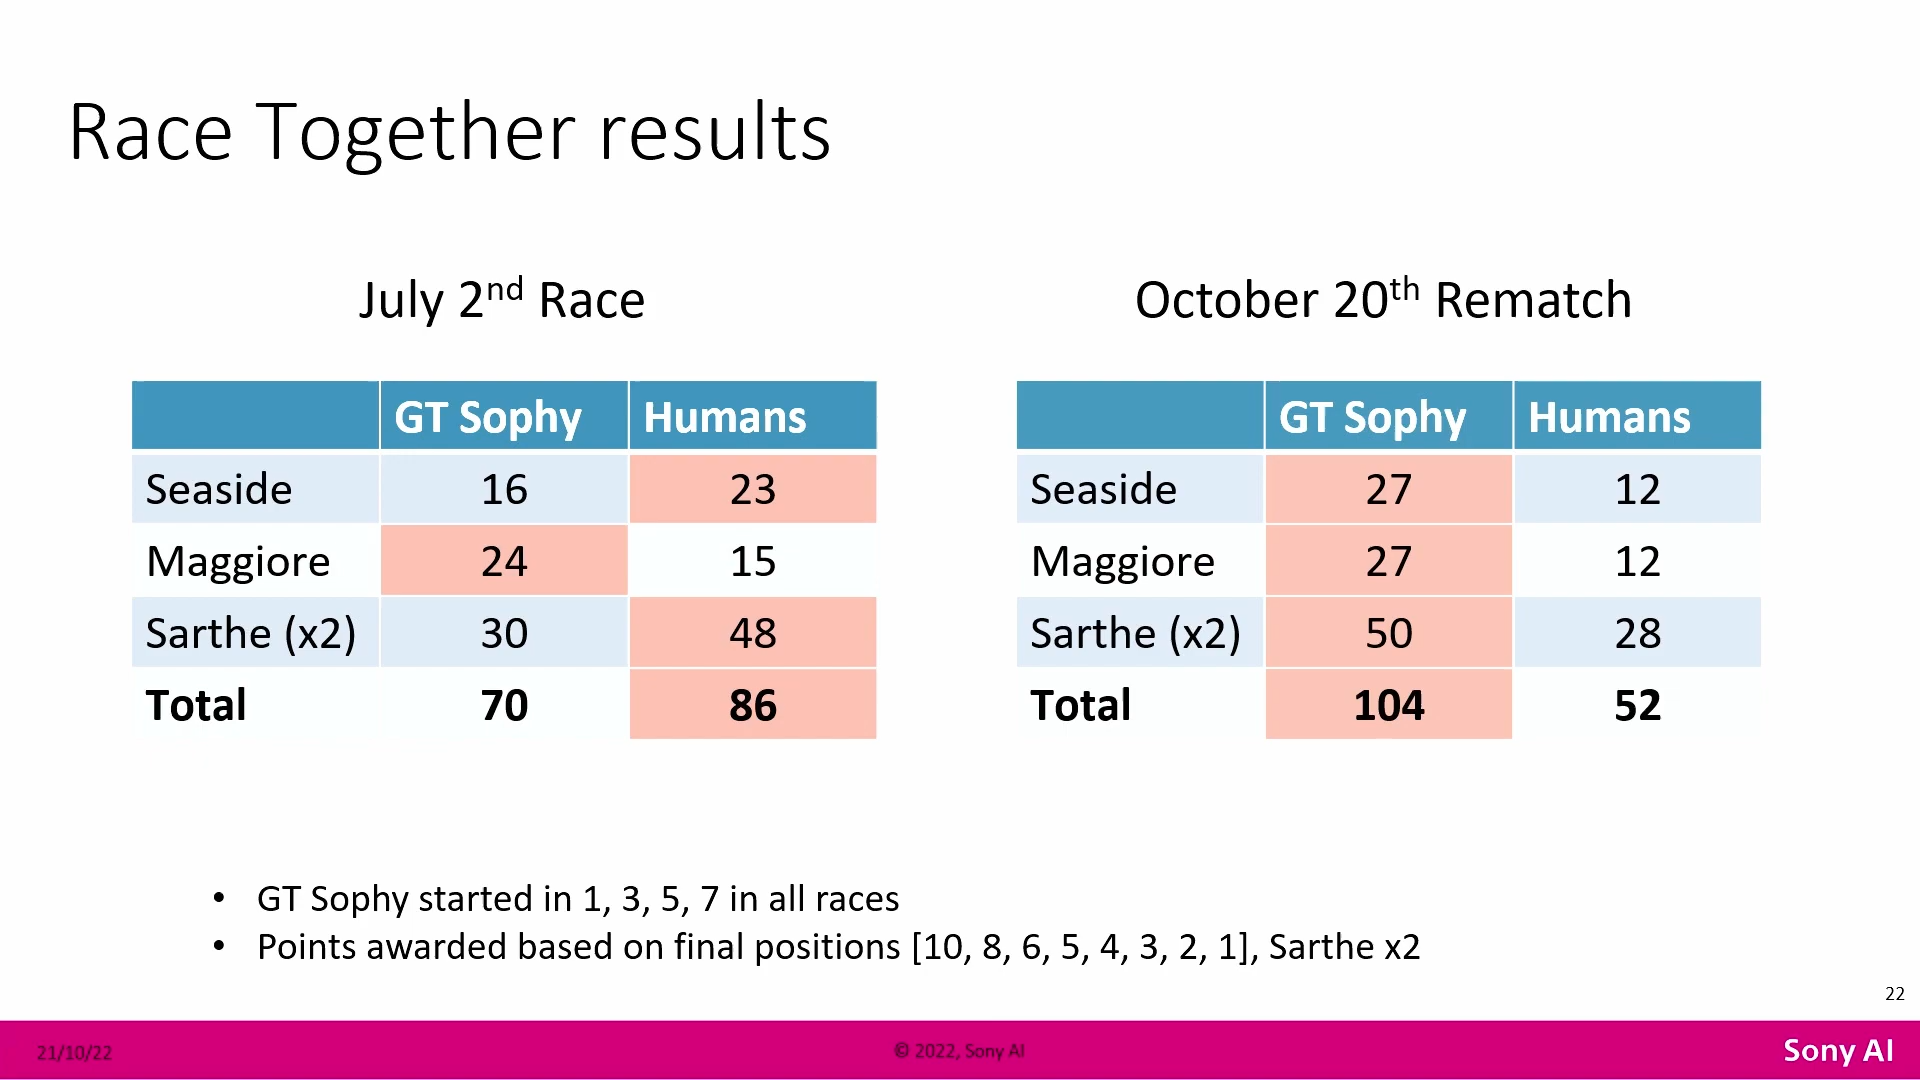 Race Together results
July 2nd Race
GT Sophy Humans
Seaside 16 23
Maggiore 24 15
Sarthe (x2) 30 48
Total 70 86
October 20th Rematch
GT Sophy Humans
Seaside 27 12
Maggiore 27 12
Sarthe (x2) 50 28
Total 104 52
• GT Sophy started in 1, 3, 5, 7 in all races
• Points awarded based on final positions [10, 8, 6, 5, 4, 3, 2, 1], Sarthe x2
22
21/10/22
© 2022, Sony AI
Sony AI